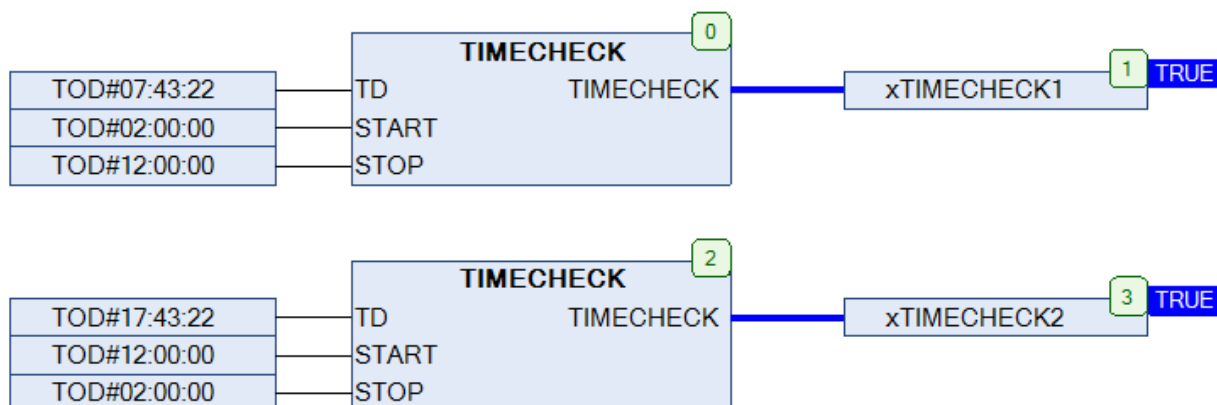 0
TIMECHECK
TOD#07:43:22 TD TIMECHECK xTIMECHECK1 1 TRUE
TOD#02:00:00 START
TOD#12:00:00 STOP
2
TIMECHECK
TOD#17:43:22 TD TIMECHECK xTIMECHECK2 3 TRUE
TOD#12:00:00 START
TOD#02:00:00 STOP